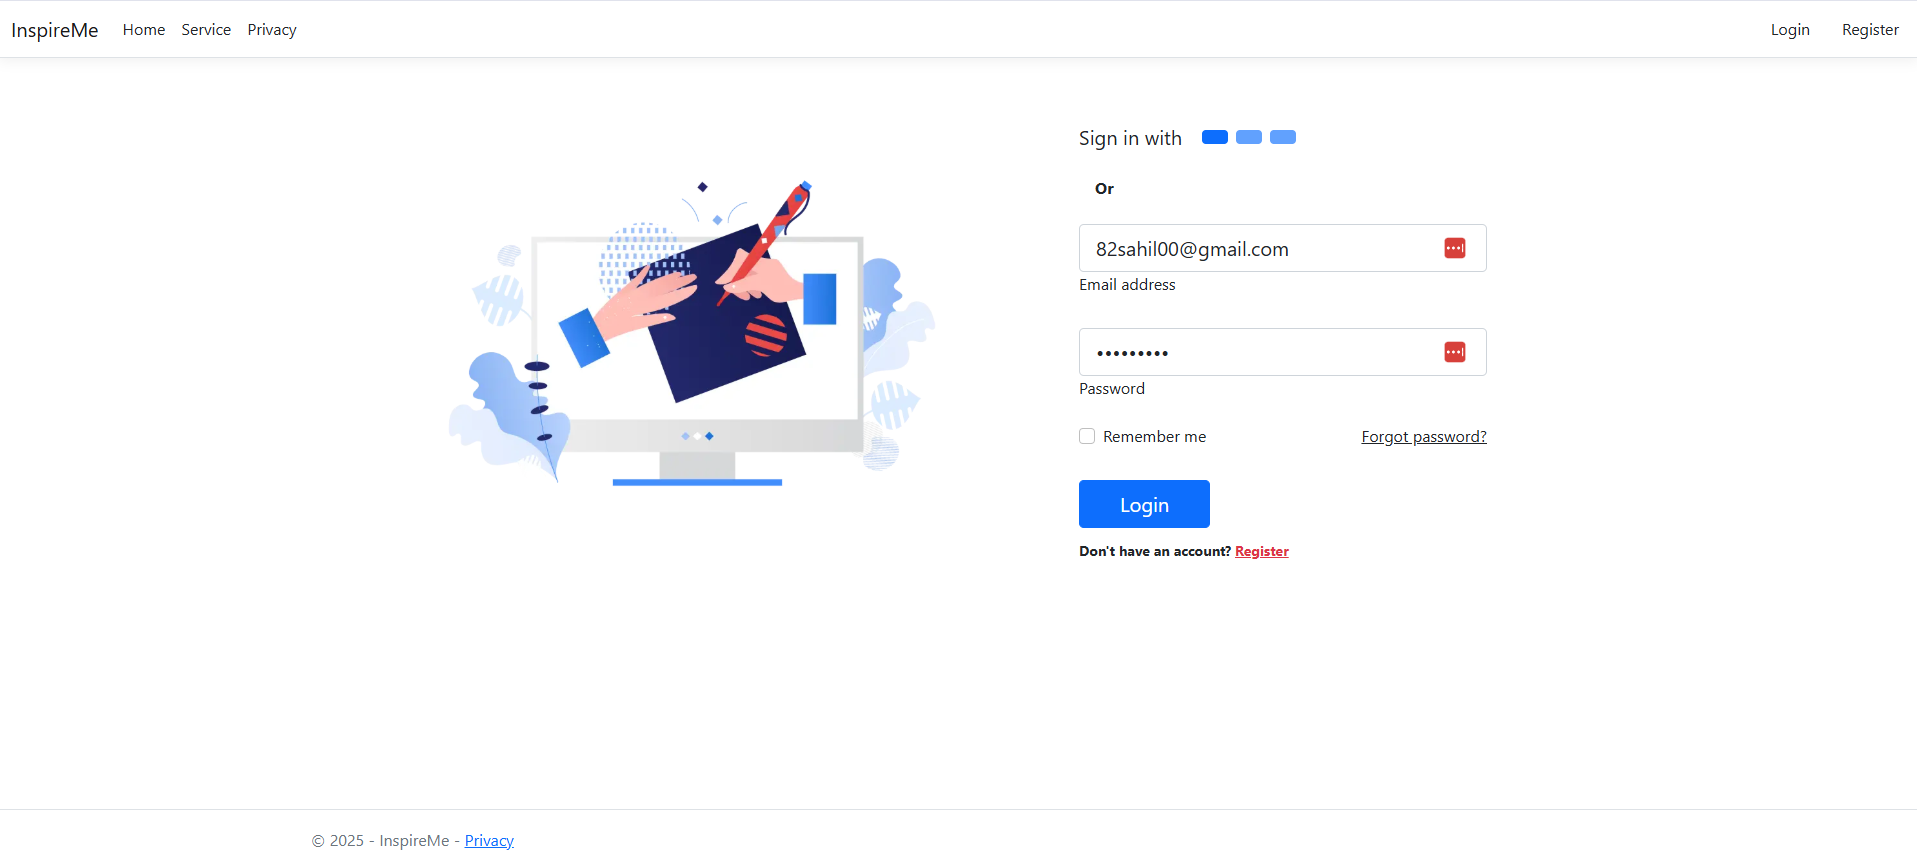 InspireMe Home Service Privacy Login Register
Sign in with
Or
82sahil00@gmail.com
Email address
•••••••••
Password
Remember me Forgot password?
Login
Don't have an account? Register
© 2025 - InspireMe - Privacy